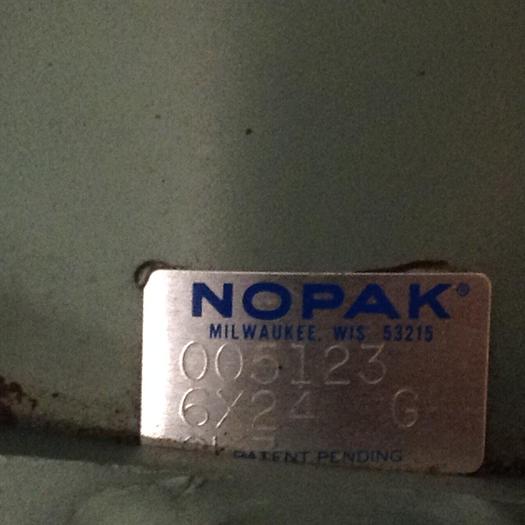 NOPAK®
MILWAUKEE, WIS 53215
005123
6X24 G
PATENT PENDING